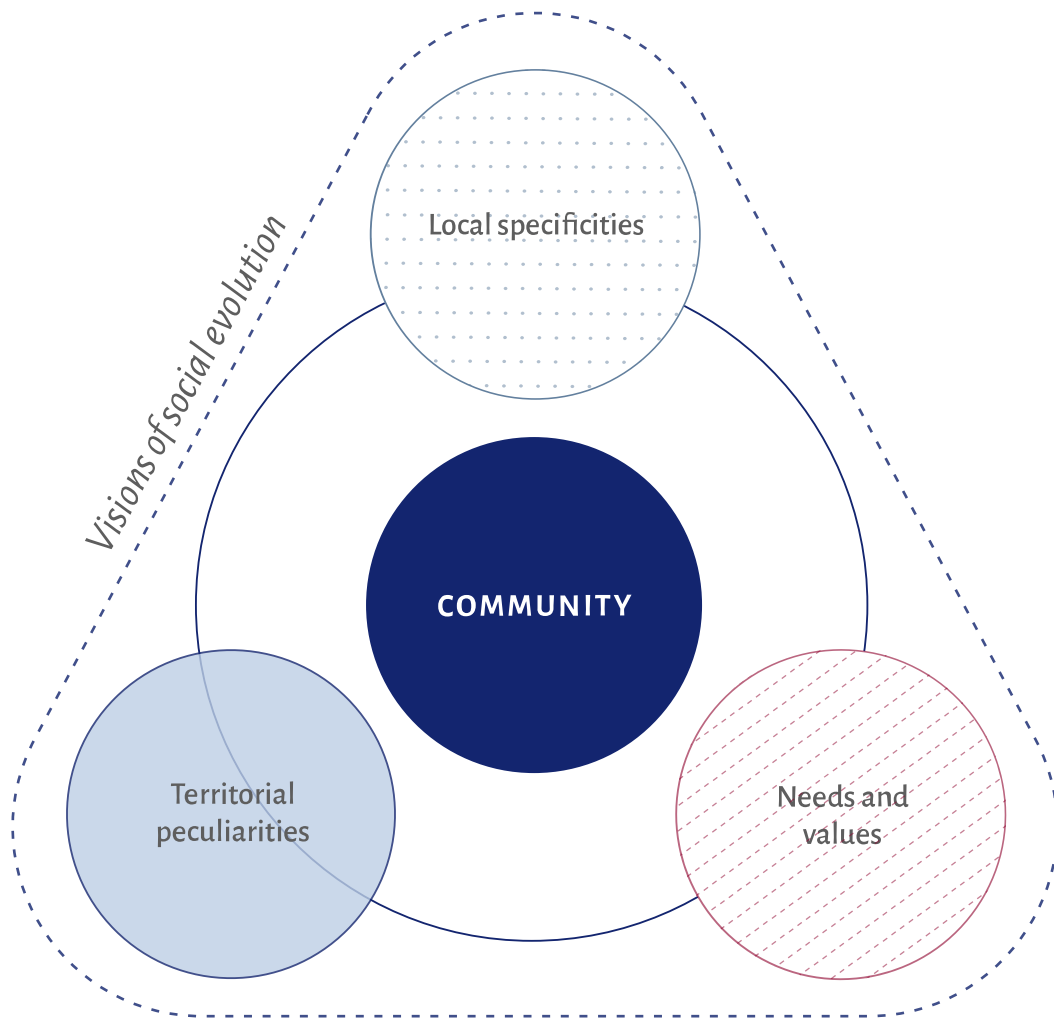 Visions of social evolution
Local specificities
COMMUNITY
Territorial
peculiarities
Needs and
values